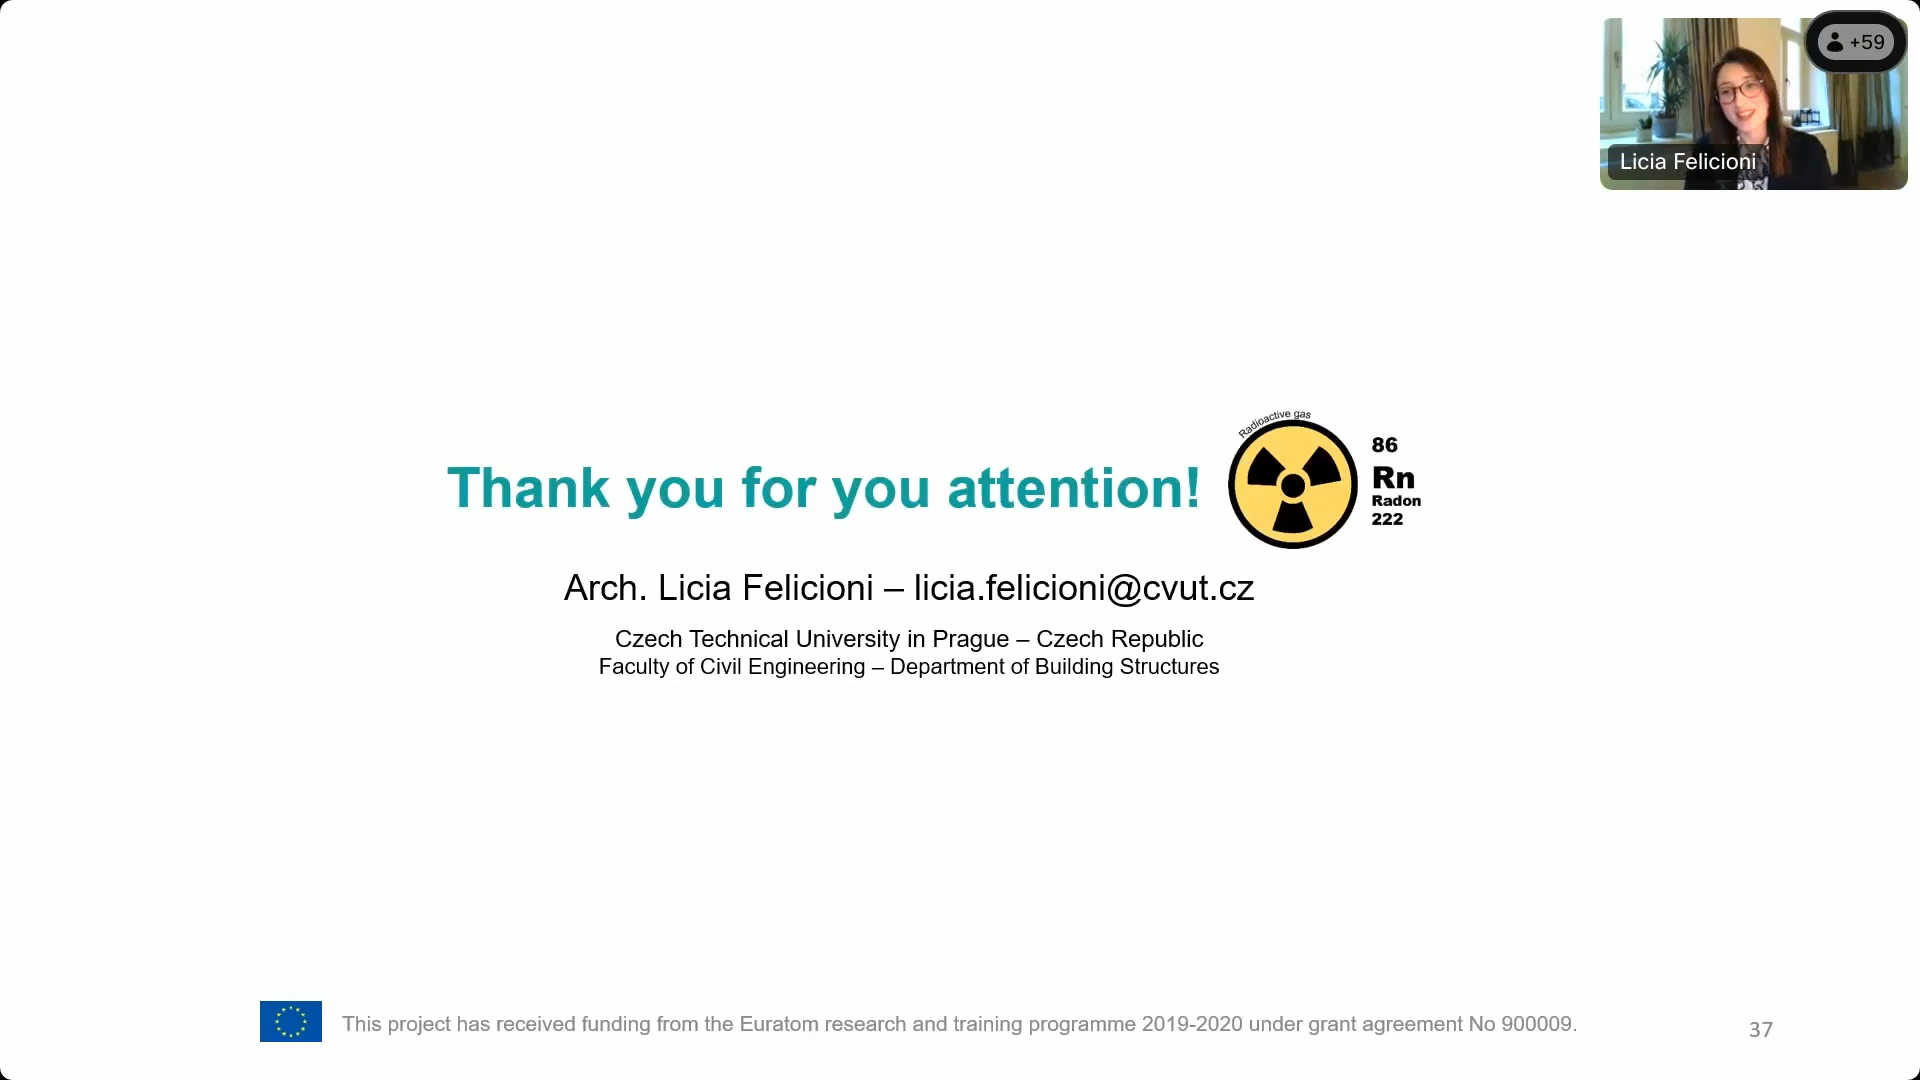 +59
Licia Felicioni
Radioactive gas
86
Rn
Radon
222
Thank you for you attention!
Arch. Licia Felicioni – licia.felicioni@cvut.cz
Czech Technical University in Prague – Czech Republic
Faculty of Civil Engineering – Department of Building Structures
This project has received funding from the Euratom research and training programme 2019-2020 under grant agreement No 900009.
37